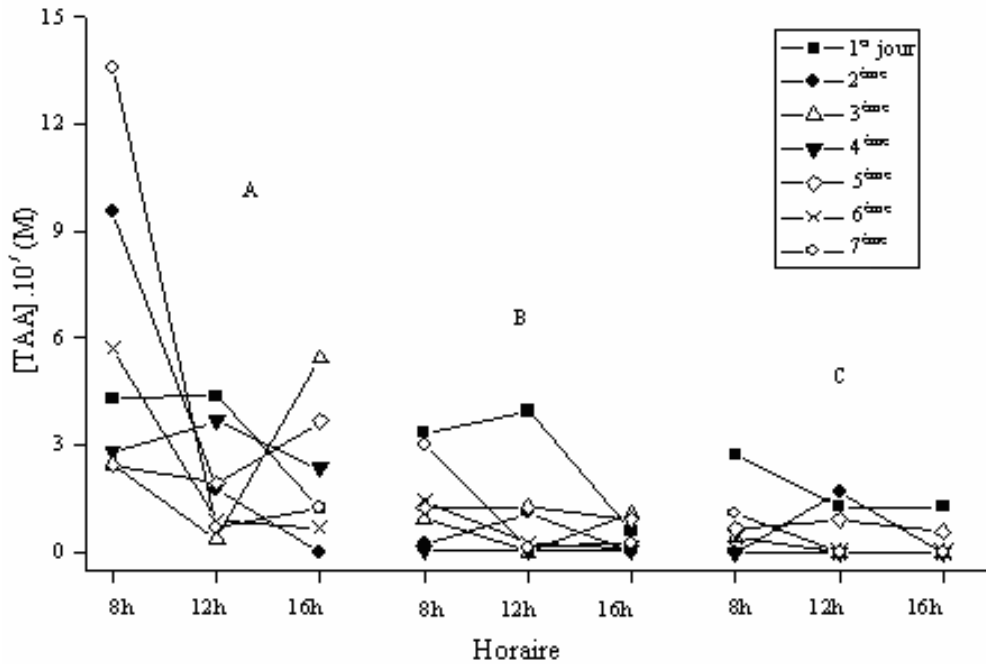 15
12
9
6
3
0
[TAA] .10⁷ (M)
A
B
C
1er jour
2ème
3ème
4ème
5ème
6ème
7ème
8h 12h 16h 8h 12h 16h 8h 12h 16h
Horaire